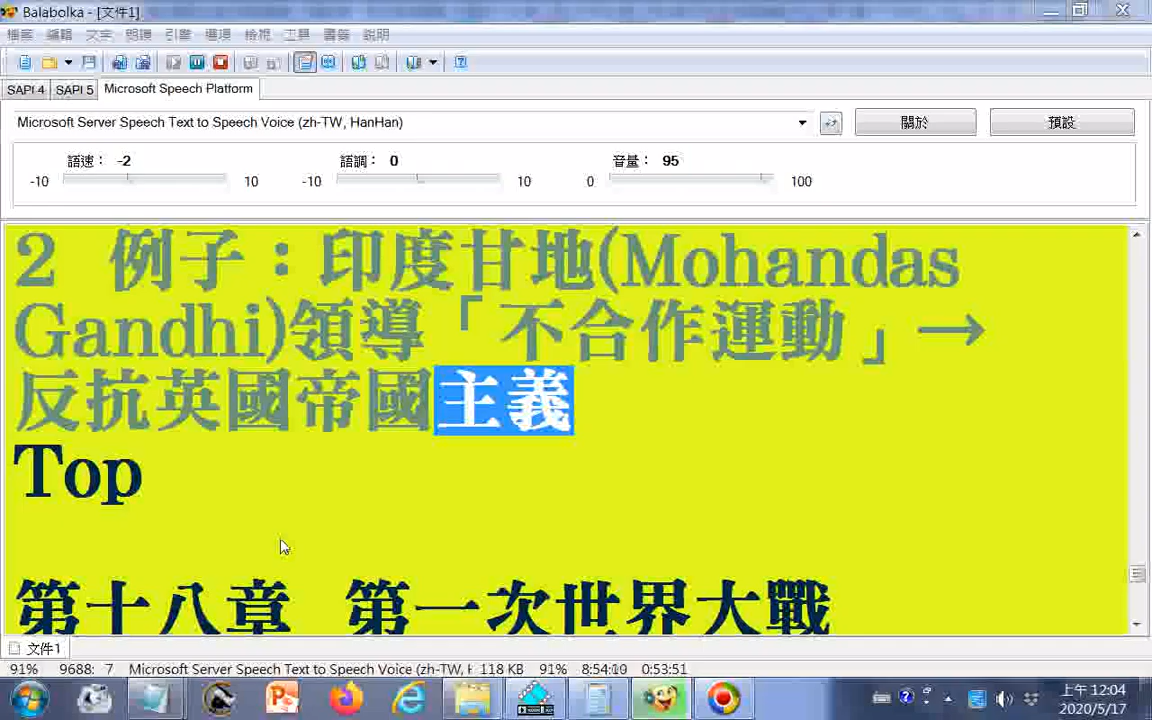 Balabolka - [文件1]
檔案 編輯 文字 閱讀 引書 選項 檢視 工具 書簽 說明
SAPI 4 SAPI 5 Microsoft Speech Platform
Microsoft Server Speech Text to Speech Voice (zh-TW, HanHan) 關於 預設
語速： -2 語調： 0 音量： 95
-10 10 -10 10 0 100
2 例子：印度甘地(Mohandas
Gandhi)領導「不合作運動」→
反抗英國帝國主義
Top
第十八章 第一次世界大戰
文件1
91% 9688: 7 Microsoft Server Speech Text to Speech Voice (zh-TW, H 118 KB 91% 8:54:09 0:53:51
上午 12:04
2020/5/17